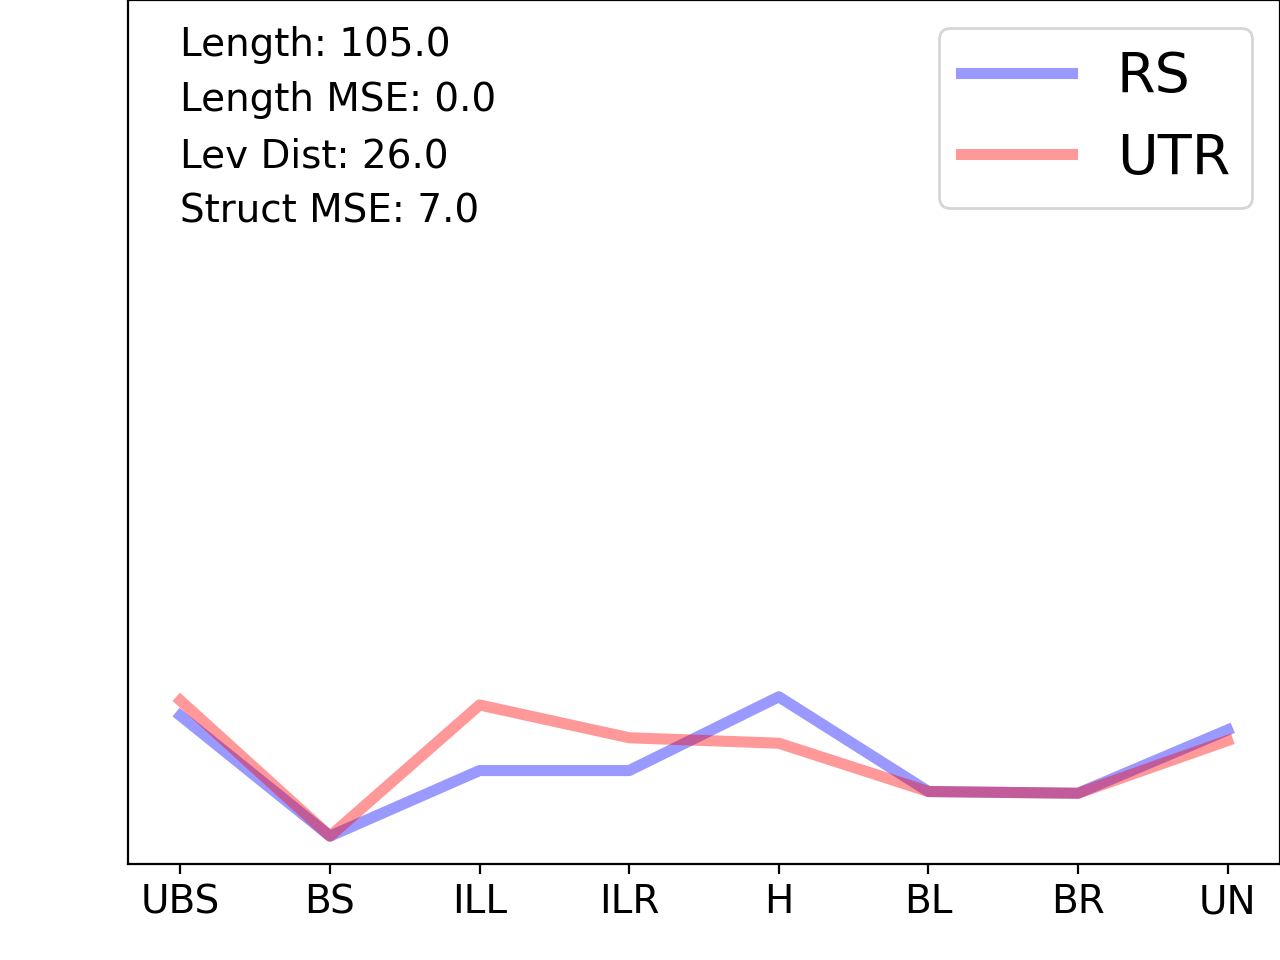 Length: 105.0
Length MSE: 0.0
Lev Dist: 26.0
Struct MSE: 7.0
RS
UTR
UBS BS ILL ILR H BL BR UN